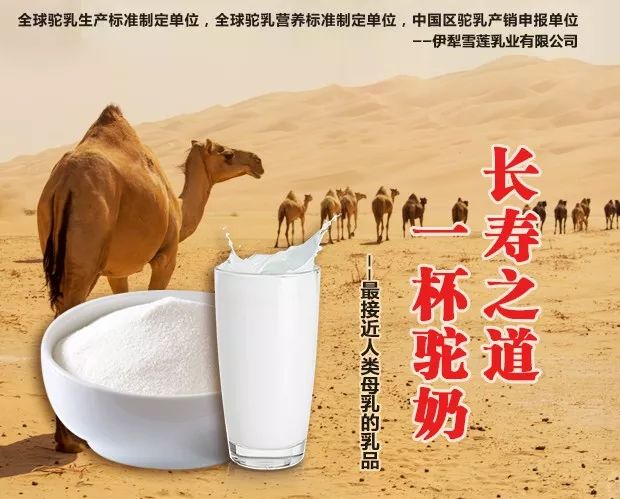 全球驼乳生产标准制定单位，全球驼乳营养标准制定单位，中国区驼乳产销申报单位
--伊犁雪莲乳业有限公司
长寿之道
一杯驼奶
--最接近人类母乳的乳品